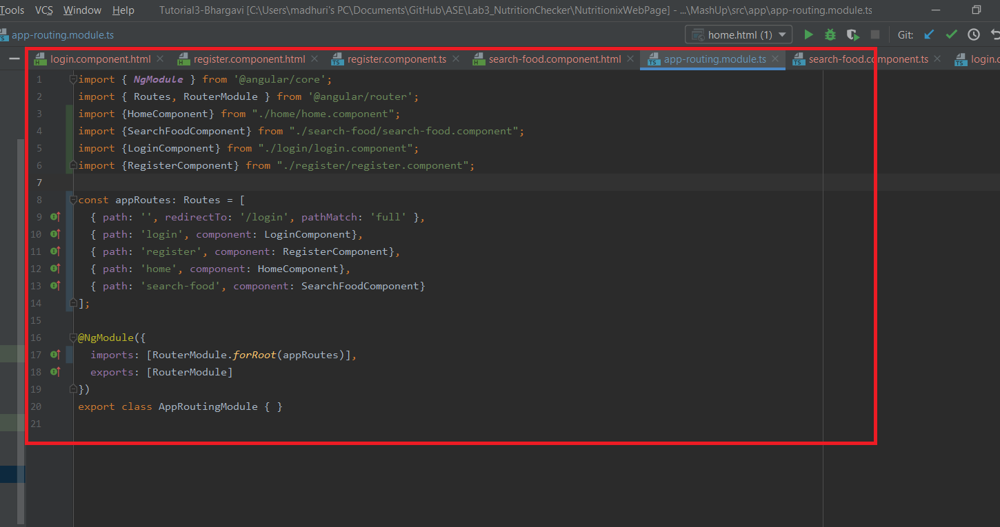 Tools VCS Window Help Tutorial3-Bhargavi [C:\Users\madhuri's PC\Documents\GitHub\ASE\Lab3_NutritionChecker\NutritionixWebPage] - ...\MashUp\src\app\app-routing.module.ts
app-routing.module.ts home.html (1) Git:
login.component.html register.component.html register.component.ts search-food.component.html app-routing.module.ts search-food.component.ts login.c
1 import { NgModule } from '@angular/core';
2 import { Routes, RouterModule } from '@angular/router';
3 import {HomeComponent} from "./home/home.component";
4 import {SearchFoodComponent} from "./search-food/search-food.component";
5 import {LoginComponent} from "./login/login.component";
6 import {RegisterComponent} from "./register/register.component";
7
8 const appRoutes: Routes = [
9 { path: '', redirectTo: '/login', pathMatch: 'full' },
10 { path: 'login', component: LoginComponent},
11 { path: 'register', component: RegisterComponent},
12 { path: 'home', component: HomeComponent},
13 { path: 'search-food', component: SearchFoodComponent}
14 ];
15
16 @NgModule({
17 imports: [RouterModule.forRoot(appRoutes)],
18 exports: [RouterModule]
19 })
20 export class AppRoutingModule { }
21